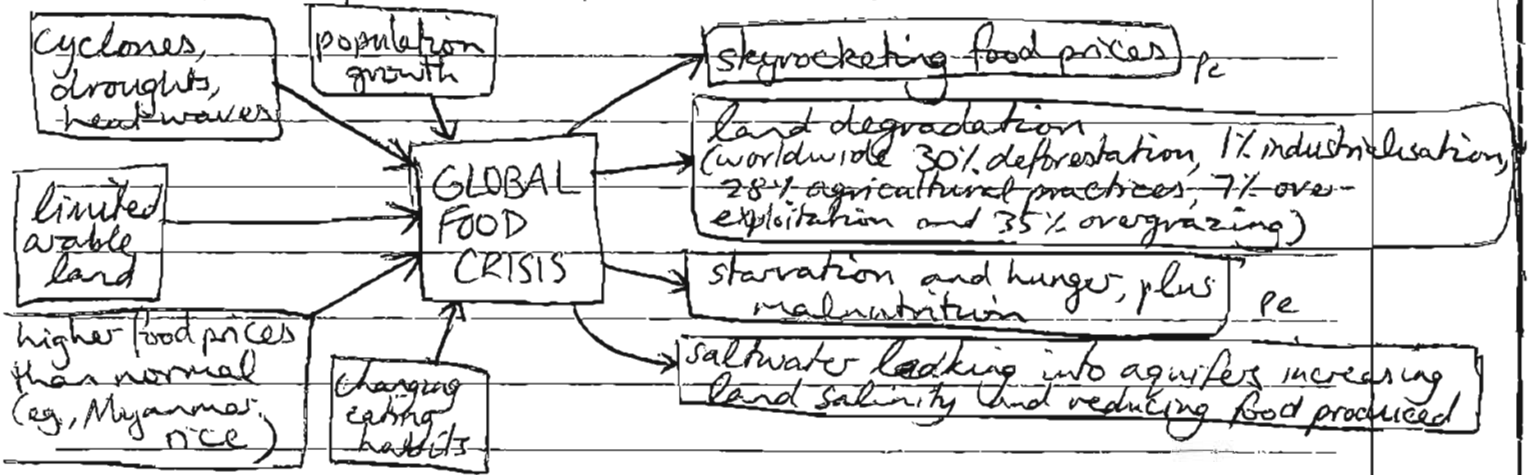 cyclones,
droughts,
heatwaves
population
growth
limited
arable
land
higher food prices
than normal
(eg, Myanmar,
rice)
changing
eating
habbits
GLOBAL
FOOD
CRISIS
skyrocketing food prices
pe
land degradation
(worldwide 30% deforestation, 1% industrialisation,
28% agricultural practices, 7% over-
exploitation and 35% overgrazing)
starvation and hunger, plus
malnutrition
pe
saltwater leaking into aquifers increasing
land salinity and reducing food produced